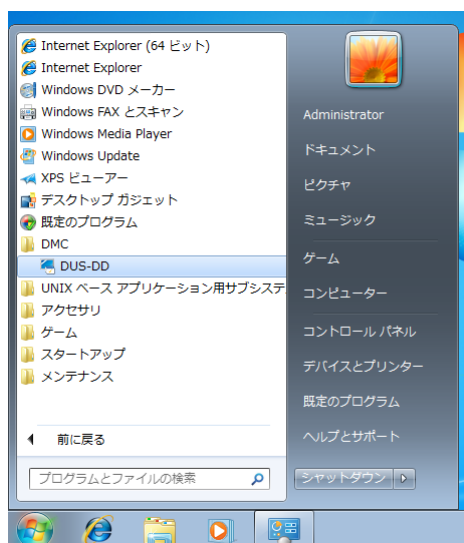 Internet Explorer (64 ビット)
Internet Explorer
Windows DVD メーカー
Windows FAX とスキャン
Windows Media Player
Windows Update
XPS ビューアー
デスクトップ ガジェット
既定のプログラム
DMC
DUS-DD
UNIX ベース アプリケーション用サブシステ
アクセサリ
ゲーム
スタートアップ
メンテナンス
前に戻る
プログラムとファイルの検索
Administrator
ドキュメント
ピクチャ
ミュージック
ゲーム
コンピューター
コントロール パネル
デバイスとプリンター
既定のプログラム
ヘルプとサポート
シャットダウン